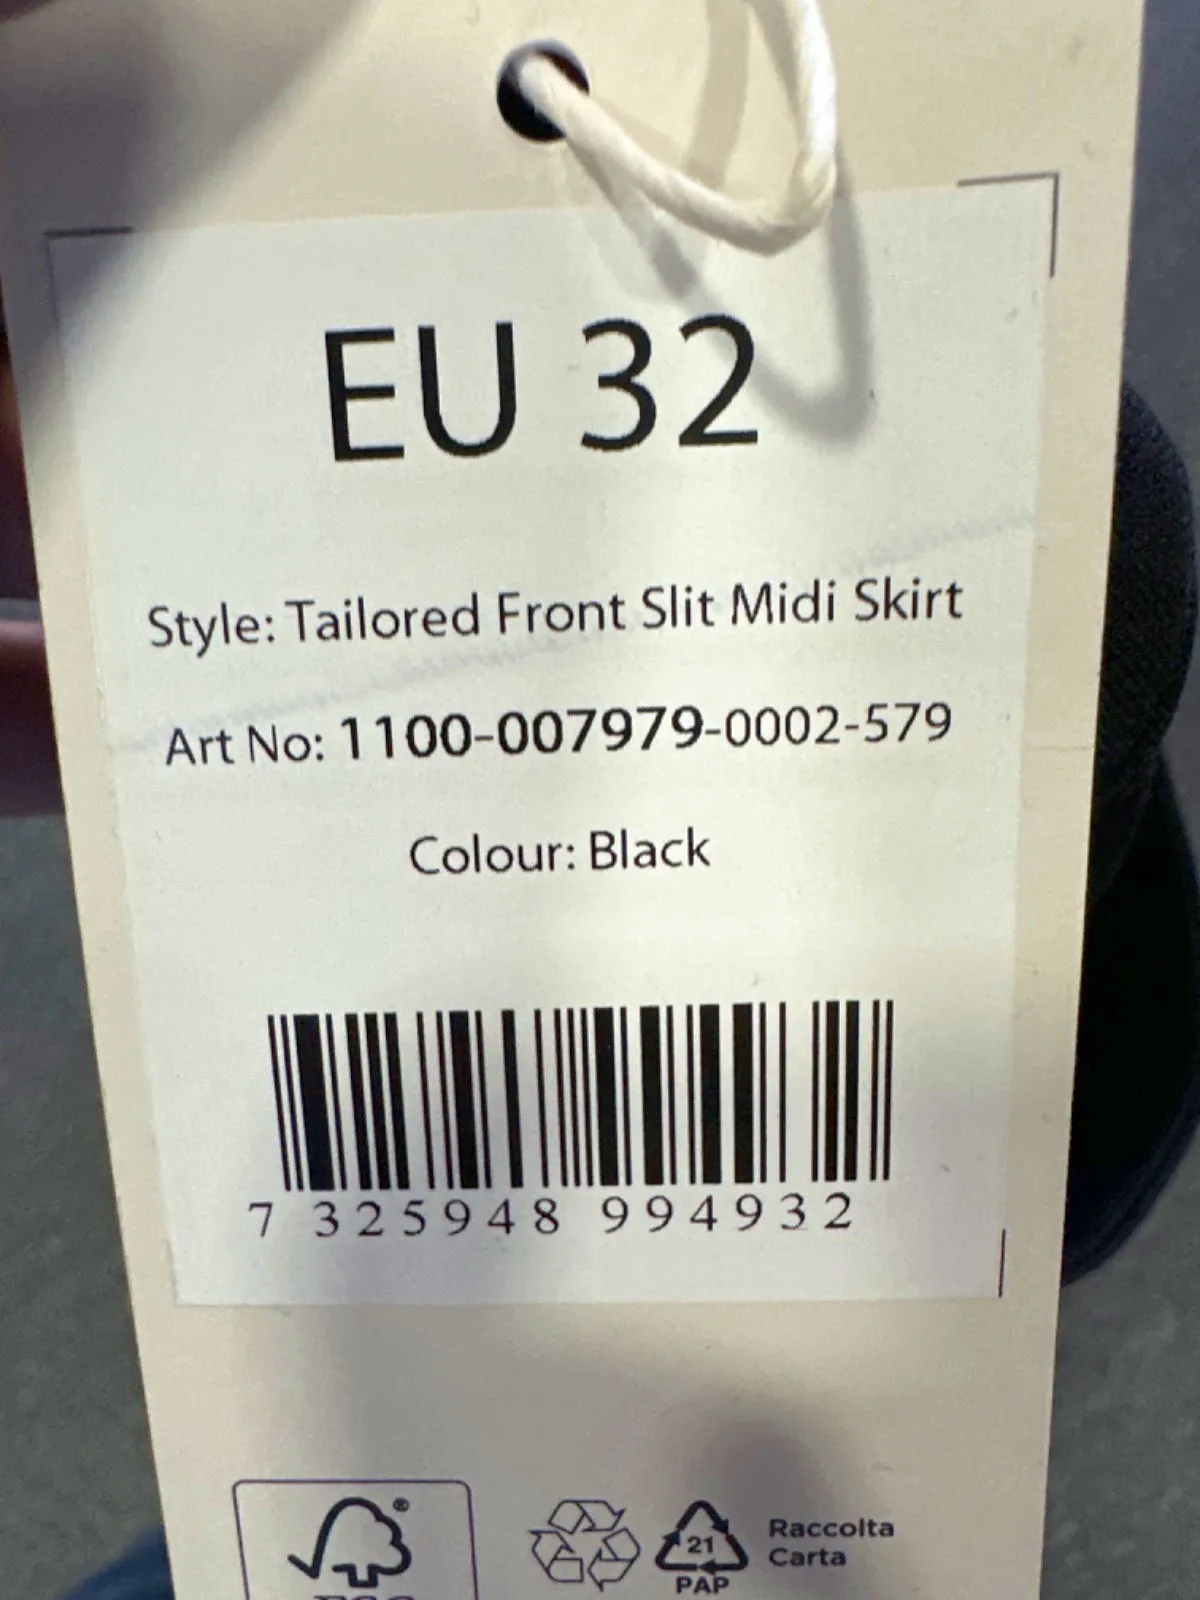 EU 32
Style: Tailored Front Slit Midi Skirt
Art No: 1100-007979-0002-579
Colour: Black
7 325948 994932
®
21
PAP
Raccolta
Carta